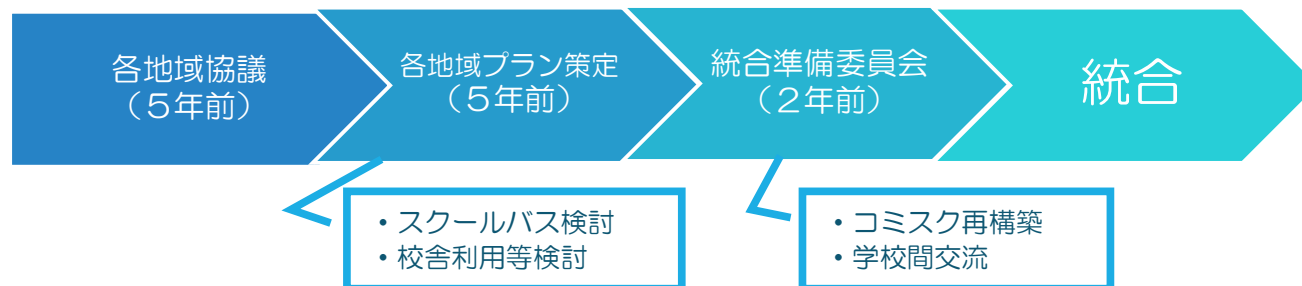 各地域協議
（５年前）
各地域プラン策定
（５年前）
統合準備委員会
（２年前）
統合
・スクールバス検討
・校舎利用等検討
・コミスク再構築
・学校間交流